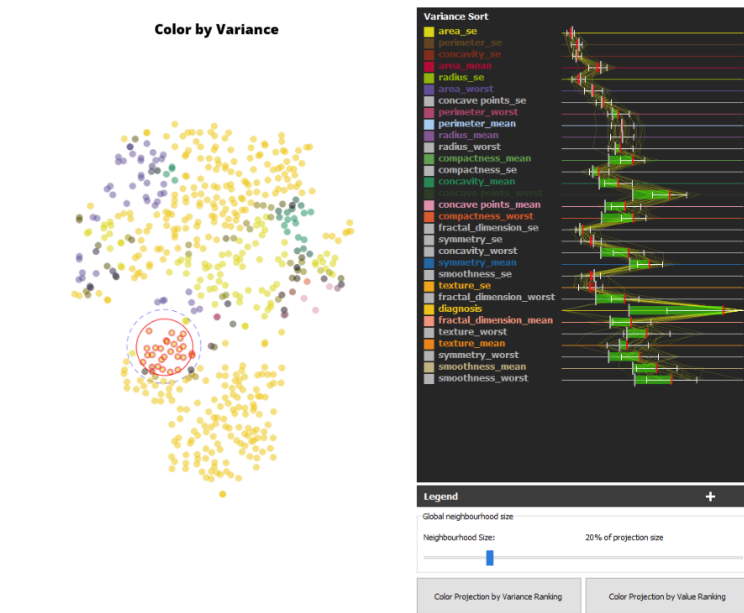 Color by Variance
Variance Sort
area_se
perimeter_se
concavity_se
area_mean
radius_se
area_worst
concave points_se
perimeter_worst
perimeter_mean
radius_mean
radius_worst
compactness_mean
compactness_se
concavity_mean
concave points_worst
concave points_mean
compactness_worst
fractal_dimension_se
symmetry_se
concavity_worst
symmetry_mean
smoothness_se
texture_se
fractal_dimension_worst
diagnosis
fractal_dimension_mean
texture_worst
texture_mean
symmetry_worst
smoothness_mean
smoothness_worst
Legend +
Global neighbourhood size
Neighbourhood Size: 20% of projection size
Color Projection by Variance Ranking Color Projection by Value Ranking